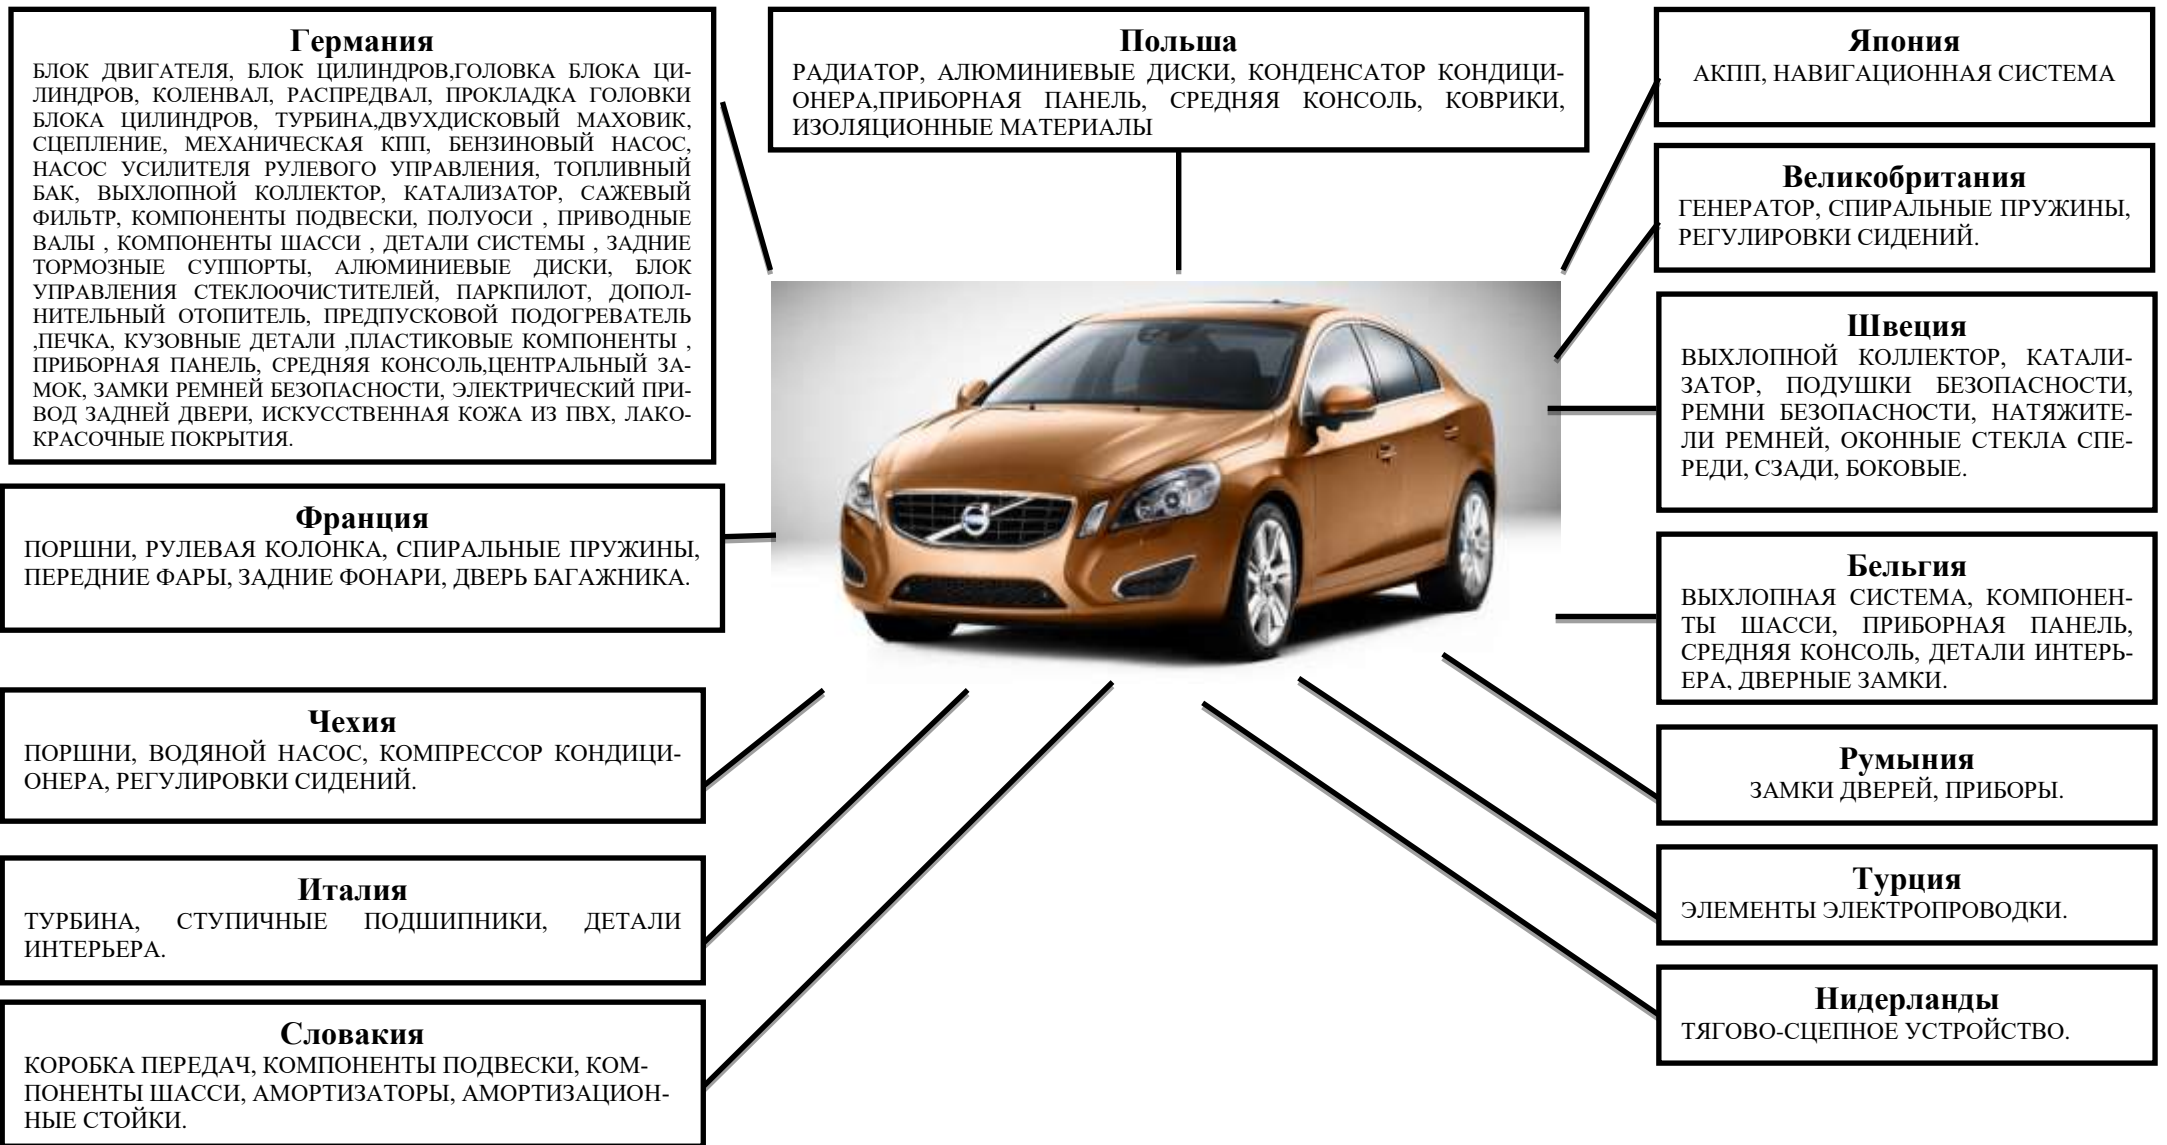 Германия
БЛОК ДВИГАТЕЛЯ, БЛОК ЦИЛИНДРОВ,ГОЛОВКА БЛОКА ЦИ-
ЛИНДРОВ, КОЛЕНВАЛ, РАСПРЕДВАЛ, ПРОКЛАДКА ГОЛОВКИ
БЛОКА ЦИЛИНДРОВ, ТУРБИНА,ДВУХДИСКОВЫЙ МАХОВИК,
СЦЕПЛЕНИЕ, МЕХАНИЧЕСКАЯ КПП, БЕНЗИНОВЫЙ НАСОС,
НАСОС УСИЛИТЕЛЯ РУЛЕВОГО УПРАВЛЕНИЯ, ТОПЛИВНЫЙ
БАК, ВЫХЛОПНОЙ КОЛЛЕКТОР, КАТАЛИЗАТОР, САЖЕВЫЙ
ФИЛЬТР, КОМПОНЕНТЫ ПОДВЕСКИ, ПОЛУОСИ , ПРИВОДНЫЕ
ВАЛЫ , КОМПОНЕНТЫ ШАССИ , ДЕТАЛИ СИСТЕМЫ , ЗАДНИЕ
ТОРМОЗНЫЕ СУППОРТЫ, АЛЮМИНИЕВЫЕ ДИСКИ, БЛОК
УПРАВЛЕНИЯ СТЕКЛООЧИСТИТЕЛЕЙ, ПАРКПИЛОТ, ДОПОЛ-
НИТЕЛЬНЫЙ ОТОПИТЕЛЬ, ПРЕДПУСКОВОЙ ПОДОГРЕВАТЕЛЬ
,ПЕЧКА, КУЗОВНЫЕ ДЕТАЛИ ,ПЛАСТИКОВЫЕ КОМПОНЕНТЫ ,
ПРИБОРНАЯ ПАНЕЛЬ, СРЕДНЯЯ КОНСОЛЬ,ЦЕНТРАЛЬНЫЙ ЗА-
МОК, ЗАМКИ РЕМНЕЙ БЕЗОПАСНОСТИ, ЭЛЕКТРИЧЕСКИЙ ПРИ-
ВОД ЗАДНЕЙ ДВЕРИ, ИСКУССТВЕННАЯ КОЖА ИЗ ПВХ, ЛАКО-
КРАСОЧНЫЕ ПОКРЫТИЯ.
Польша
РАДИАТОР, АЛЮМИНИЕВЫЕ ДИСКИ, КОНДЕНСАТОР КОНДИЦИ-
ОНЕРА,ПРИБОРНАЯ ПАНЕЛЬ, СРЕДНЯЯ КОНСОЛЬ, КОВРИКИ,
ИЗОЛЯЦИОННЫЕ МАТЕРИАЛЫ
Япония
АКПП, НАВИГАЦИОННАЯ СИСТЕМА
Великобритания
ГЕНЕРАТОР, СПИРАЛЬНЫЕ ПРУЖИНЫ,
РЕГУЛИРОВКИ СИДЕНИЙ.
Швеция
ВЫХЛОПНОЙ КОЛЛЕКТОР, КАТАЛИ-
ЗАТОР, ПОДУШКИ БЕЗОПАСНОСТИ,
РЕМНИ БЕЗОПАСНОСТИ, НАТЯЖИТЕ-
ЛИ РЕМНЕЙ, ОКОННЫЕ СТЕКЛА СПЕ-
РЕДИ, СЗАДИ, БОКОВЫЕ.
Франция
ПОРШНИ, РУЛЕВАЯ КОЛОНКА, СПИРАЛЬНЫЕ ПРУЖИНЫ,
ПЕРЕДНИЕ ФАРЫ, ЗАДНИЕ ФОНАРИ, ДВЕРЬ БАГАЖНИКА.
Бельгия
ВЫХЛОПНАЯ СИСТЕМА, КОМПОНЕН-
ТЫ ШАССИ, ПРИБОРНАЯ ПАНЕЛЬ,
СРЕДНЯЯ КОНСОЛЬ, ДЕТАЛИ ИНТЕРЬ-
ЕРА, ДВЕРНЫЕ ЗАМКИ.
Чехия
ПОРШНИ, ВОДЯНОЙ НАСОС, КОМПРЕССОР КОНДИЦИ-
ОНЕРА, РЕГУЛИРОВКИ СИДЕНИЙ.
Румыния
ЗАМКИ ДВЕРЕЙ, ПРИБОРЫ.
Италия
ТУРБИНА, СТУПИЧНЫЕ ПОДШИПНИКИ, ДЕТАЛИ
ИНТЕРЬЕРА.
Турция
ЭЛЕМЕНТЫ ЭЛЕКТРОПРОВОДКИ.
Словакия
КОРОБКА ПЕРЕДАЧ, КОМПОНЕНТЫ ПОДВЕСКИ, КОМ-
ПОНЕНТЫ ШАССИ, АМОРТИЗАТОРЫ, АМОРТИЗАЦИОН-
НЫЕ СТОЙКИ.
Нидерланды
ТЯГОВО-СЦЕПНОЕ УСТРОЙСТВО.